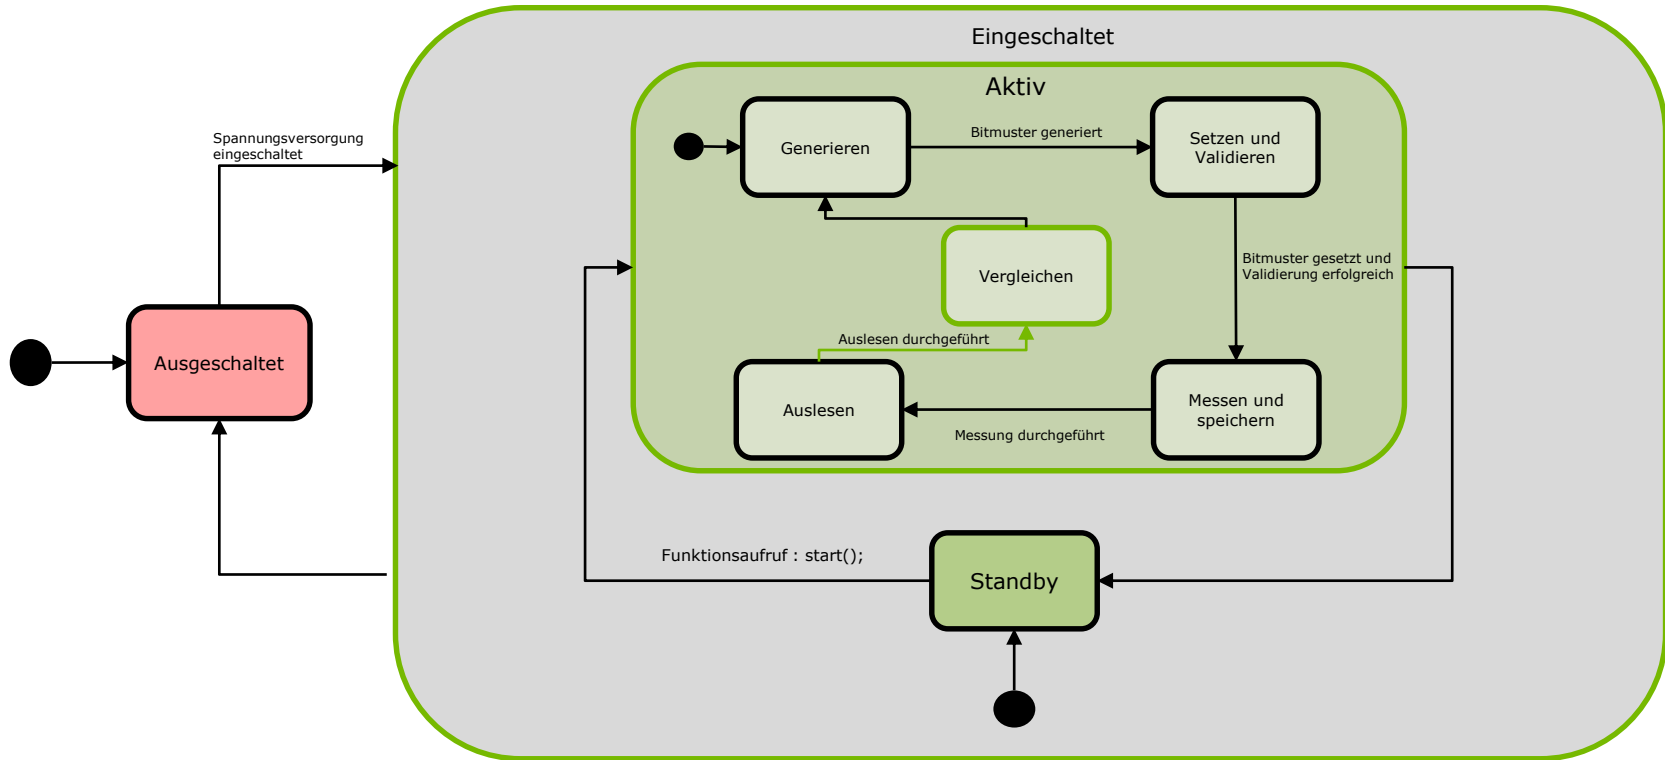 Eingeschaltet
Aktiv
Spannungsversorgung
eingeschaltet
Generieren
Bitmuster generiert
Setzen und
Validieren
Vergleichen
Bitmuster gesetzt und
Validierung erfolgreich
Auslesen durchgeführt
Ausgeschaltet
Auslesen
Messung durchgeführt
Messen und
speichern
Funktionsaufruf : start();
Standby